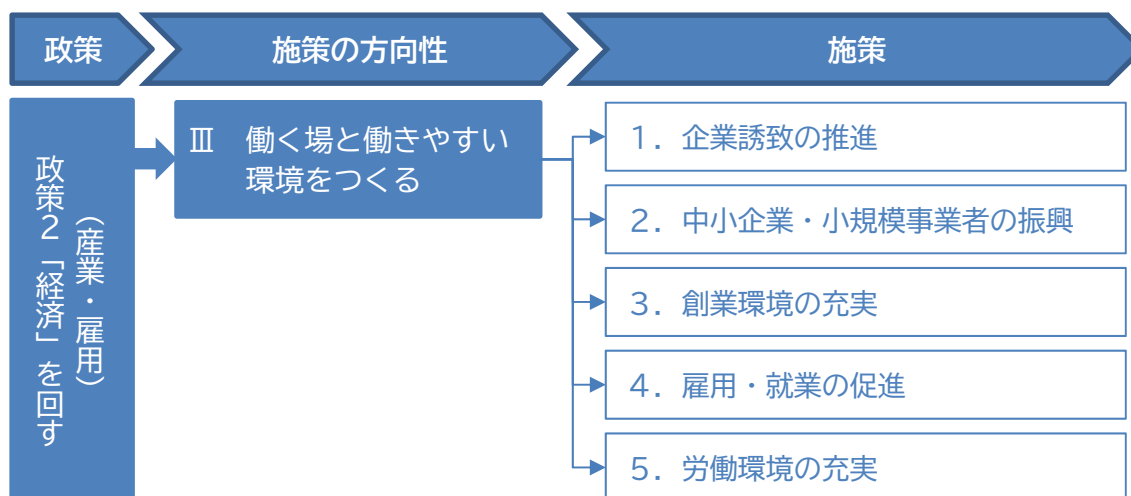 政策
施策の方向性
施策
政策２「経済」を回す
（産業・雇用）
Ⅲ　働く場と働きやすい
環境をつくる
１．企業誘致の推進
２．中小企業・小規模事業者の振興
３．創業環境の充実
４．雇用・就業の促進
５．労働環境の充実